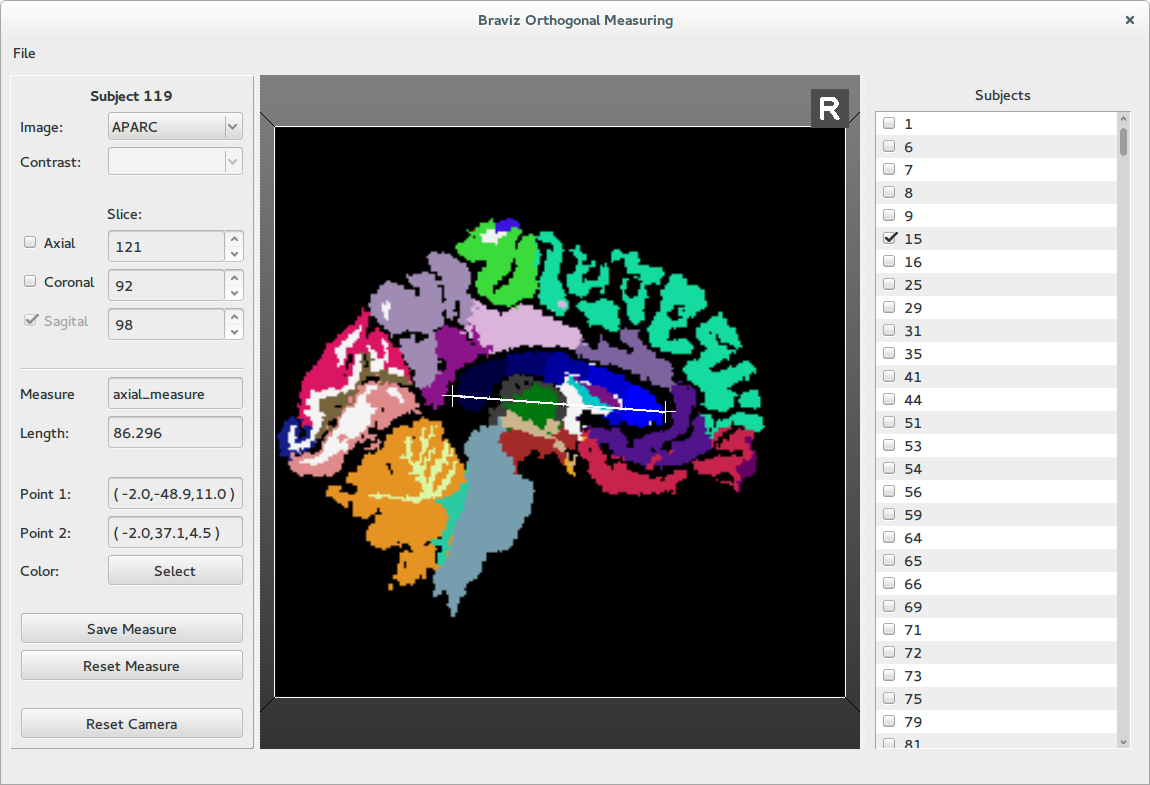 Braviz Orthogonal Measuring
File
Subject 119
Image: APARC
Contrast:
Slice:
Axial 121
Coronal 92
Sagital 98
Measure axial_measure
Length: 86.296
Point 1: ( -2.0,-48.9,11.0 )
Point 2: ( -2.0,37.1,4.5 )
Color: Select
Save Measure
Reset Measure
Reset Camera
R
Subjects
1
6
7
8
9
15
16
25
29
31
35
41
44
51
53
54
56
59
64
65
66
69
71
72
73
75
79
81